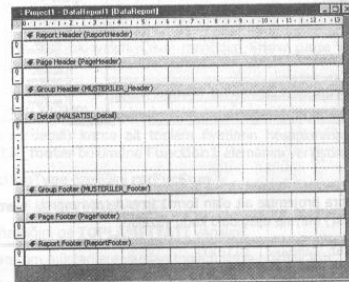 Project1 - DataReport1 [DataReport]
Report Header (ReportHeader)
Page Header (PageHeader)
Group Header (MUSTERILER_Header)
Detail (MALSATISI_Detail)
Group Footer (MUSTERILER_Footer)
Page Footer (PageFooter)
Report Footer (ReportFooter)